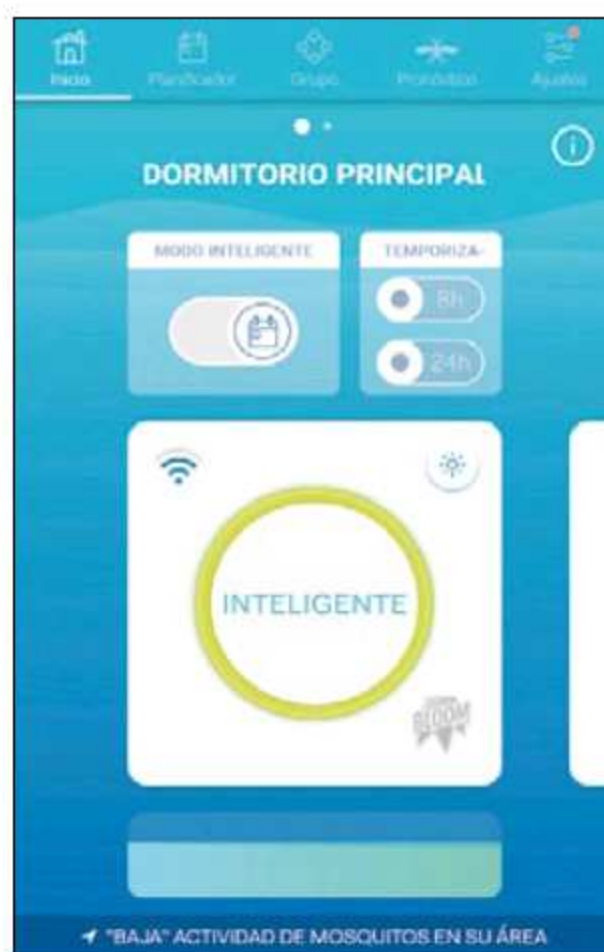 Inicio
Planificador
Grupo
Pronóstico
Ajustes
DORMITORIO PRINCIPAL
MODO INTELIGENTE
TEMPORIZA-
8h
24h
INTELIGENTE
BLOOM
"BAJA" ACTIVIDAD DE MOSQUITOS EN SU ÁREA